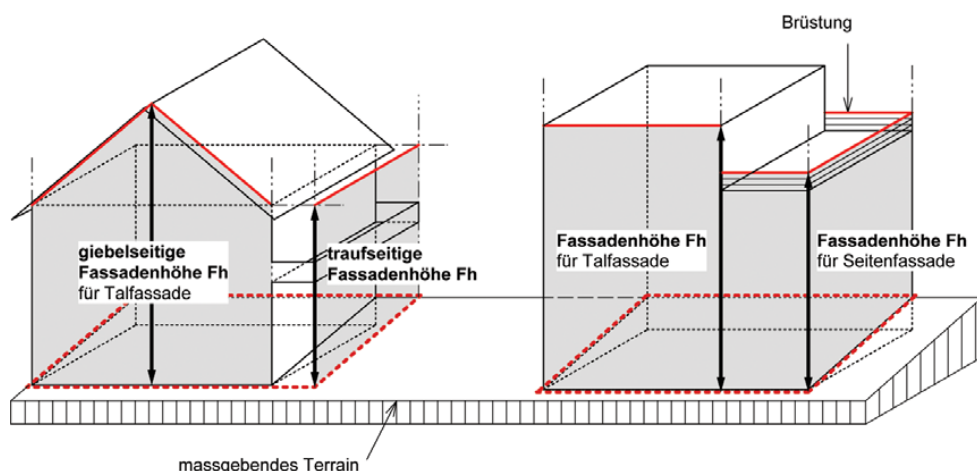 Brüstung
giebelseitige
Fassadenhöhe Fh
für Talfassade
traufseitige
Fassadenhöhe Fh
Fassadenhöhe Fh
für Talfassade
Fassadenhöhe Fh
für Seitenfassade
massgebendes Terrain